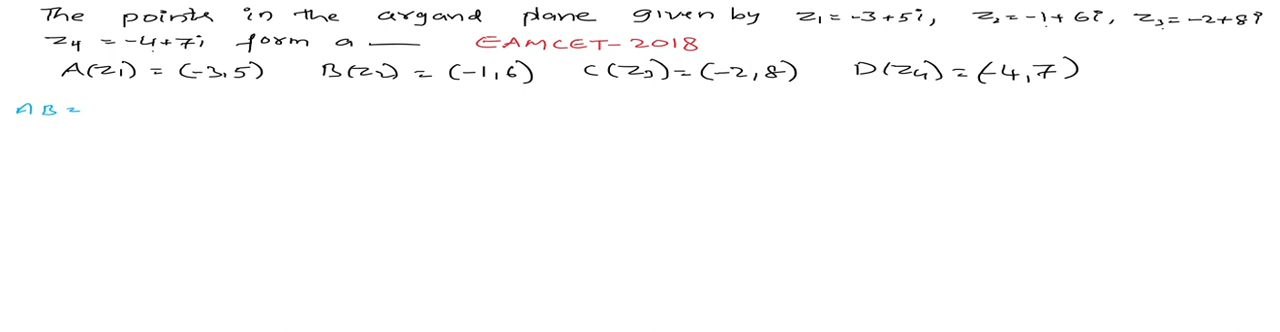 The points in the argand plane given by z₁ = -3+5i, z₂ = -1+6i, z₃ = -2+8i
z₄ = -4+7i form a ___ EAMCET-2018
A(z₁) = (-3,5) B(z₂) = (-1,6) C(z₃) = (-2,8) D(z₄) = (-4,7)
AB =